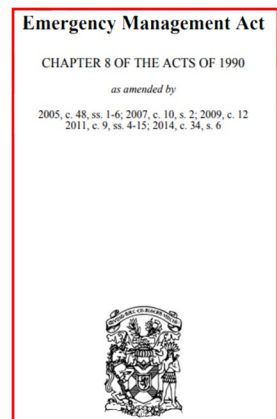 Emergency Management Act
CHAPTER 8 OF THE ACTS OF 1990
as amended by
2005, c. 48, ss. 1-6; 2007, c. 10, s. 2; 2009, c. 12
2011, c. 9, ss. 4-15; 2014, c. 34, s. 6